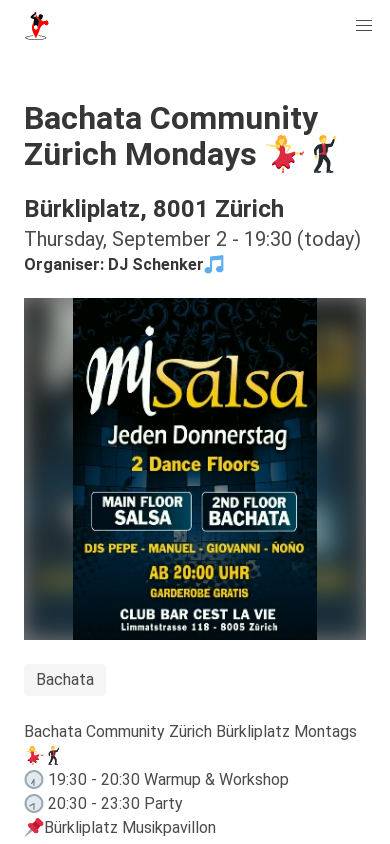 Bachata Community
Zürich Mondays 💃🕺
Bürkliplatz, 8001 Zürich
Thursday, September 2 - 19:30 (today)
Organiser: DJ Schenker🎵
mi Salsa
Jeden Donnerstag
2 Dance Floors
MAIN FLOOR
SALSA
2ND FLOOR
BACHATA
DJS PEPE - MANUEL - GIOVANNI - ÑOÑO
AB 20:00 UHR
GARDEROBE GRATIS
CLUB BAR CEST LA VIE
Limmatstrasse 118 - 8005 Zürich
Bachata
Bachata Community Zürich Bürkliplatz Montags
💃🕺
🕢 19:30 - 20:30 Warmup & Workshop
🕣 20:30 - 23:30 Party
📌Bürkliplatz Musikpavillon